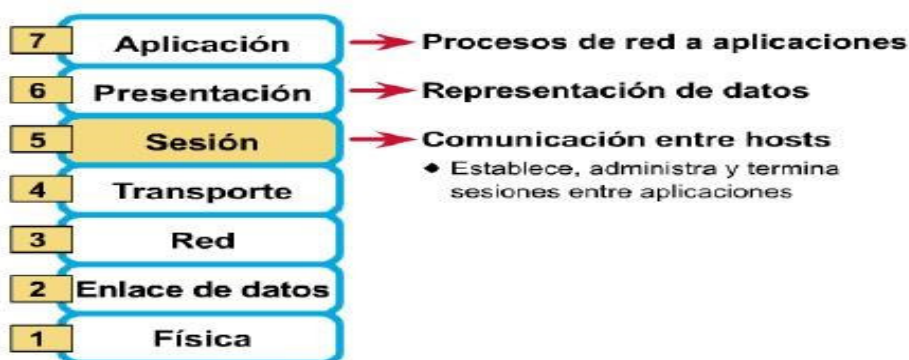 7 Aplicación Procesos de red a aplicaciones
6 Presentación Representación de datos
5 Sesión Comunicación entre hosts
◆ Establece, administra y termina
sesiones entre aplicaciones
4 Transporte
3 Red
2 Enlace de datos
1 Física